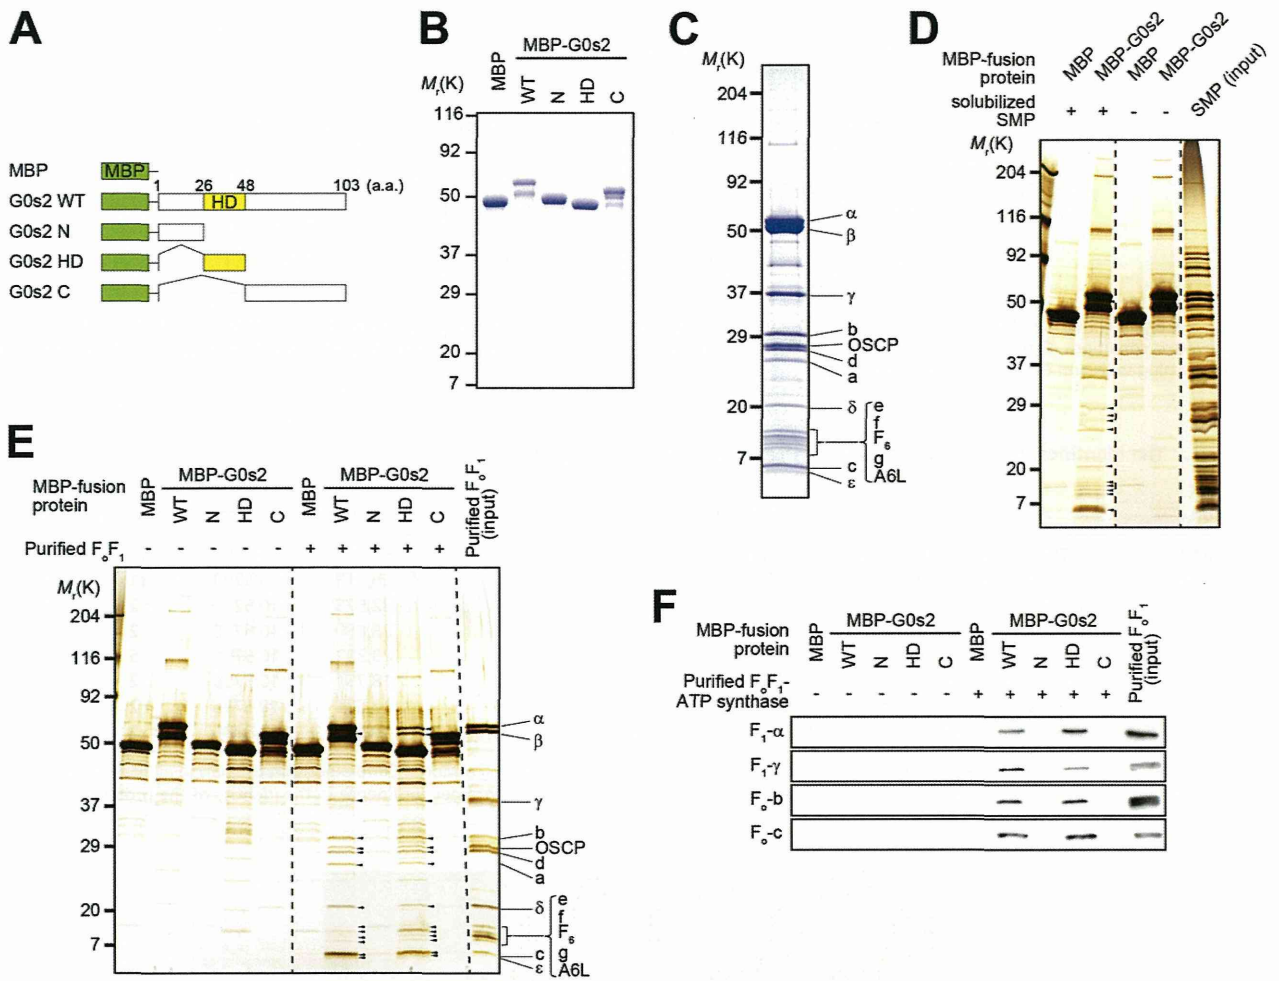 A
MBP
MBP
1 26 48 103 (a.a.)
G0s2 WT
HD
G0s2 N
G0s2 HD
G0s2 C
B
MBP-G0s2
MBP
WT
N
HD
C
Mr(K)
116
92
50
37
29
20
7
C
Mr(K)
204
116
92
50
37
29
20
7
α
β
γ
b
OSCP
d
a
δ
e
f
F6
g
A6L
c
ε
D
MBP-fusion
protein
MBP
MBP-G0s2
MBP
MBP-G0s2
SMP (input)
solubilized
SMP
+ + - -
Mr(K)
204
116
92
50
37
29
20
7
E
MBP-fusion
protein
MBP
MBP-G0s2
WT
N
HD
C
MBP
MBP-G0s2
WT
N
HD
C
Purified FoF1
(input)
Purified FoF1 - - - - - + + + + +
Mr(K)
204
116
92
50
37
29
20
7
α
β
γ
b
OSCP
d
a
δ
e
f
F6
g
A6L
c
ε
F
MBP-fusion
protein
MBP
MBP-G0s2
WT
N
HD
C
MBP
MBP-G0s2
WT
N
HD
C
Purified FoF1
(input)
Purified FoF1-
ATP synthase - - - - - + + + + +
F1-α
F1-γ
Fo-b
Fo-c